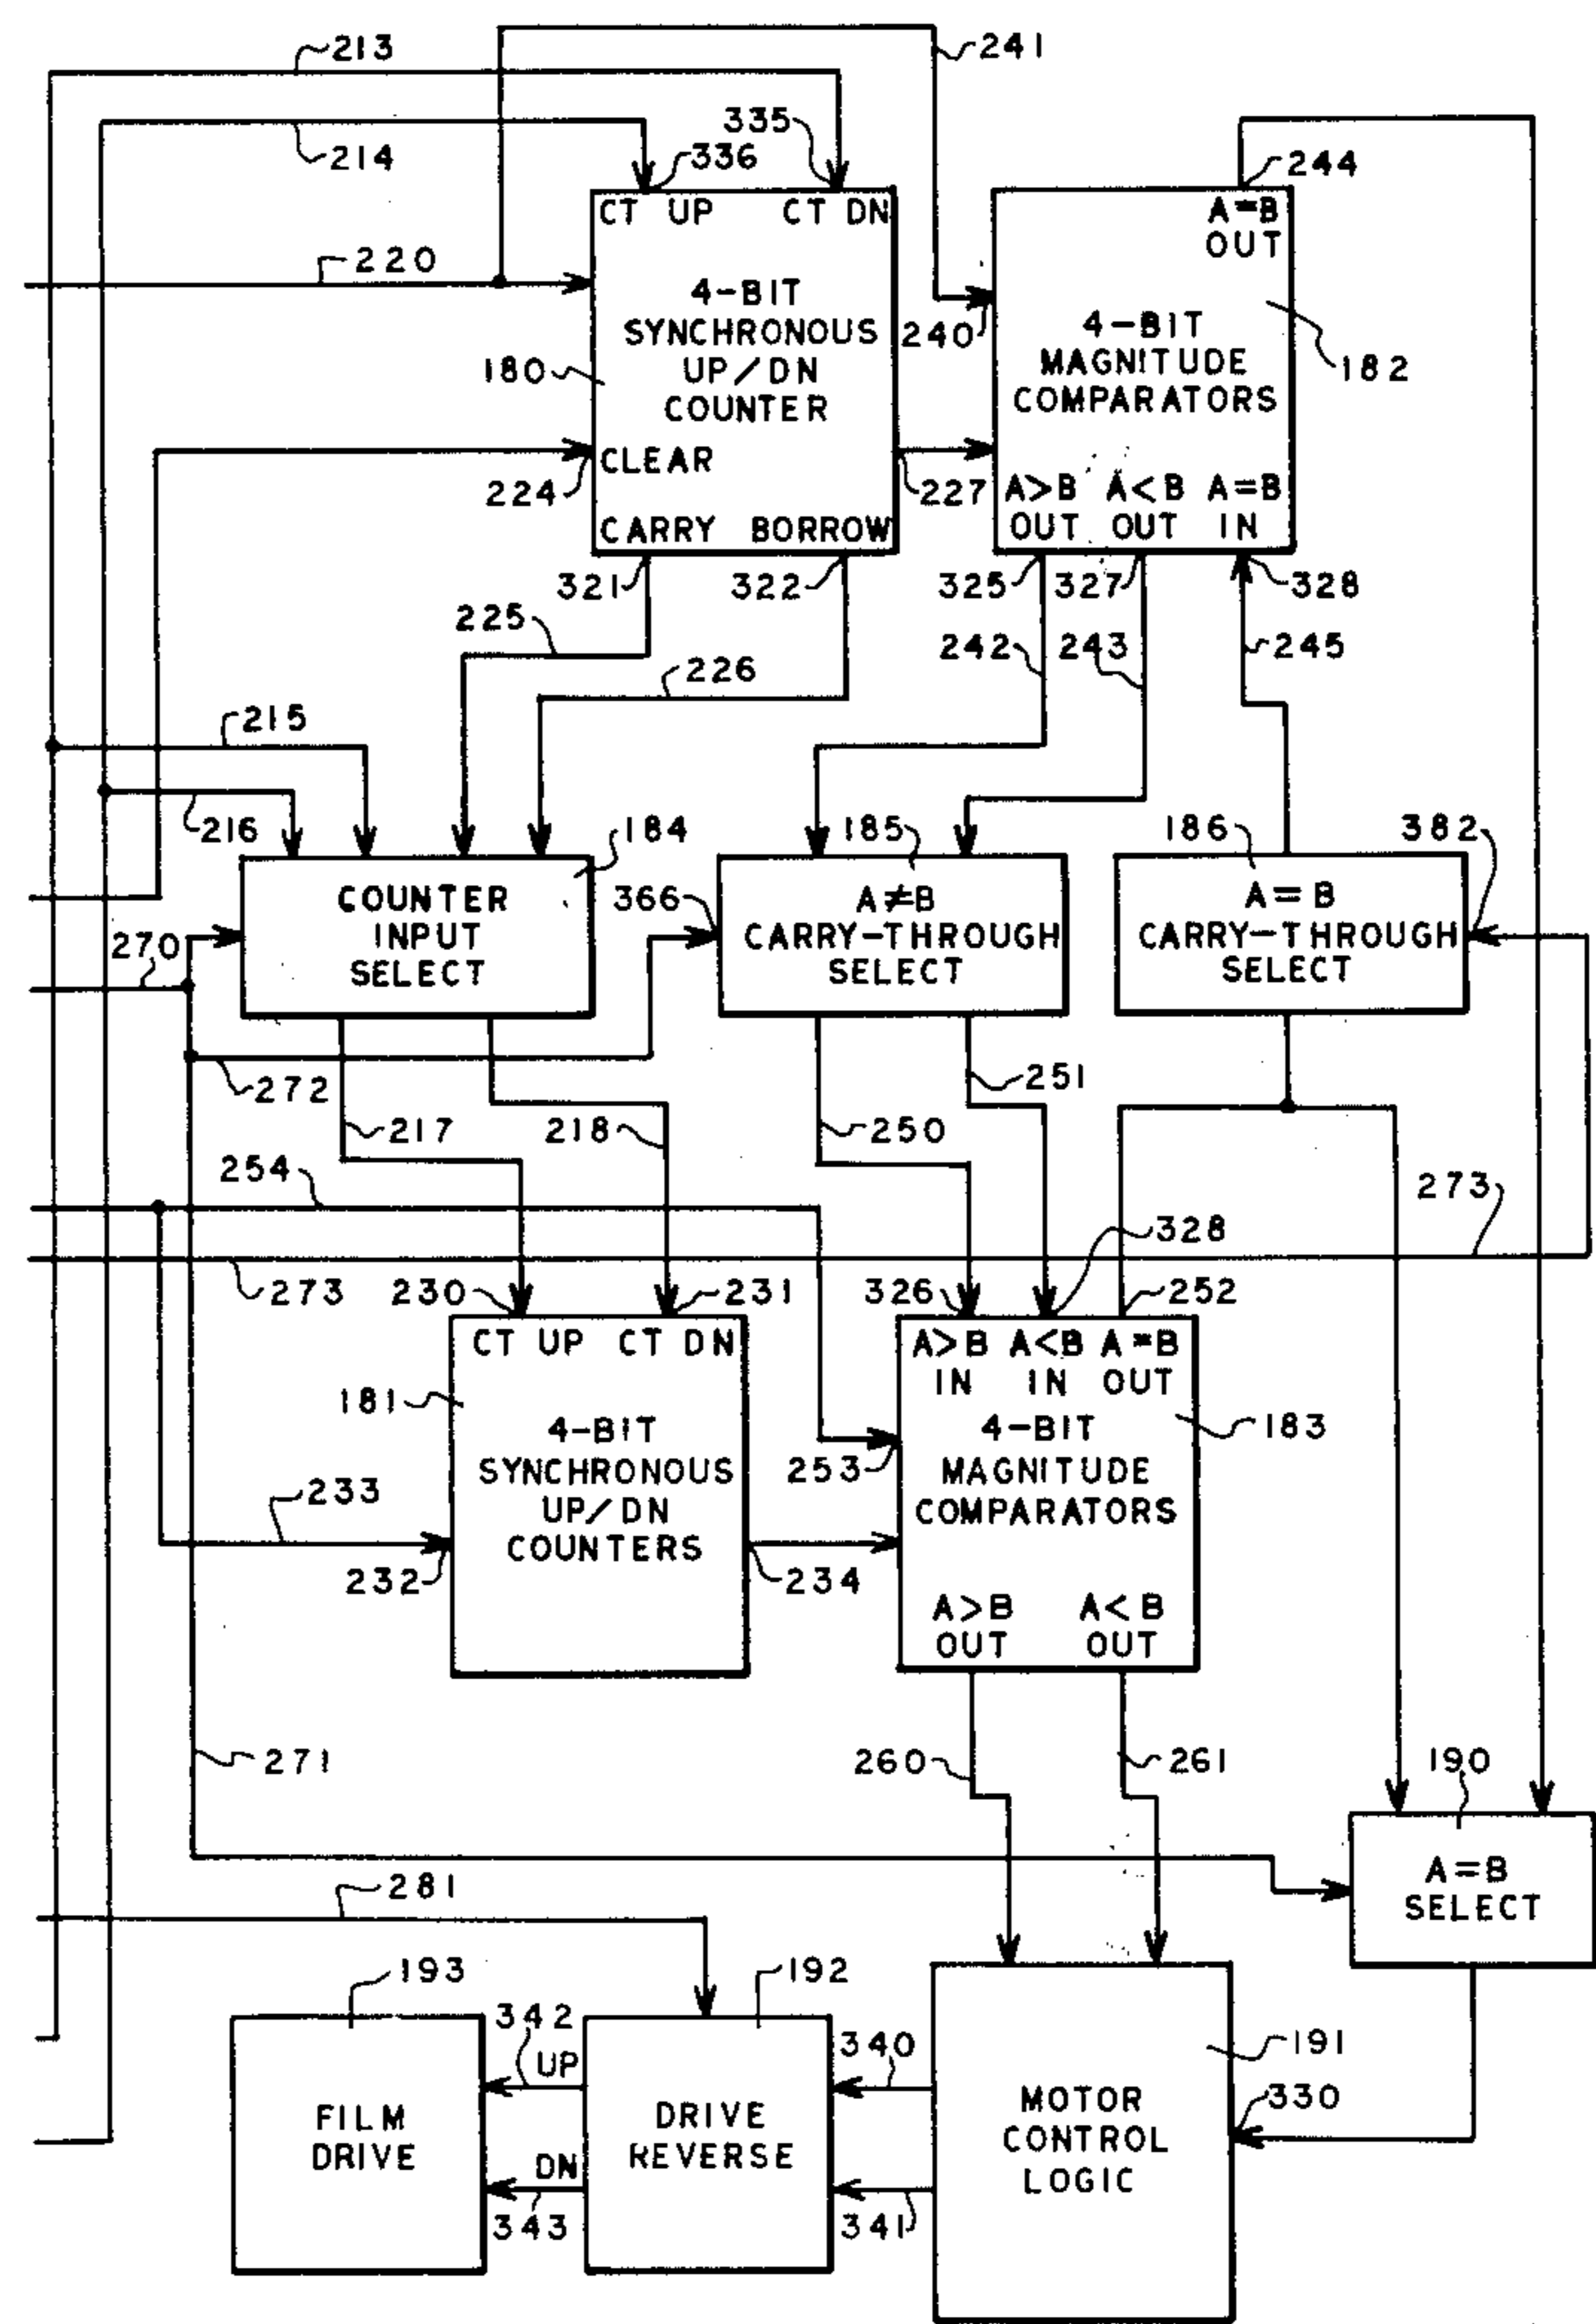 213
241
214
335
336
244
CT UP CT DN
A=B
OUT
220
4-BIT
SYNCHRONOUS
UP/DN
COUNTER
180
240
4-BIT
MAGNITUDE
COMPARATORS
182
CLEAR
224
227
CARRY BORROW
A>B A<B A=B
OUT OUT IN
321
322
325
327
328
225
226
242
243
245
215
216
184
185
186
382
COUNTER
INPUT
SELECT
366
A≠B
CARRY-THROUGH
SELECT
A=B
CARRY-THROUGH
SELECT
270
272
217
218
250
251
254
273
328
273
230
231
326
252
CT UP CT DN
A>B A<B A=B
IN IN OUT
181
4-BIT
SYNCHRONOUS
UP/DN
COUNTERS
4-BIT
MAGNITUDE
COMPARATORS
183
253
233
232
234
A>B A<B
OUT OUT
271
260
261
190
A=B
SELECT
281
193
192
342
UP
340
191
FILM
DRIVE
DRIVE
REVERSE
MOTOR
CONTROL
LOGIC
330
DN
343
341